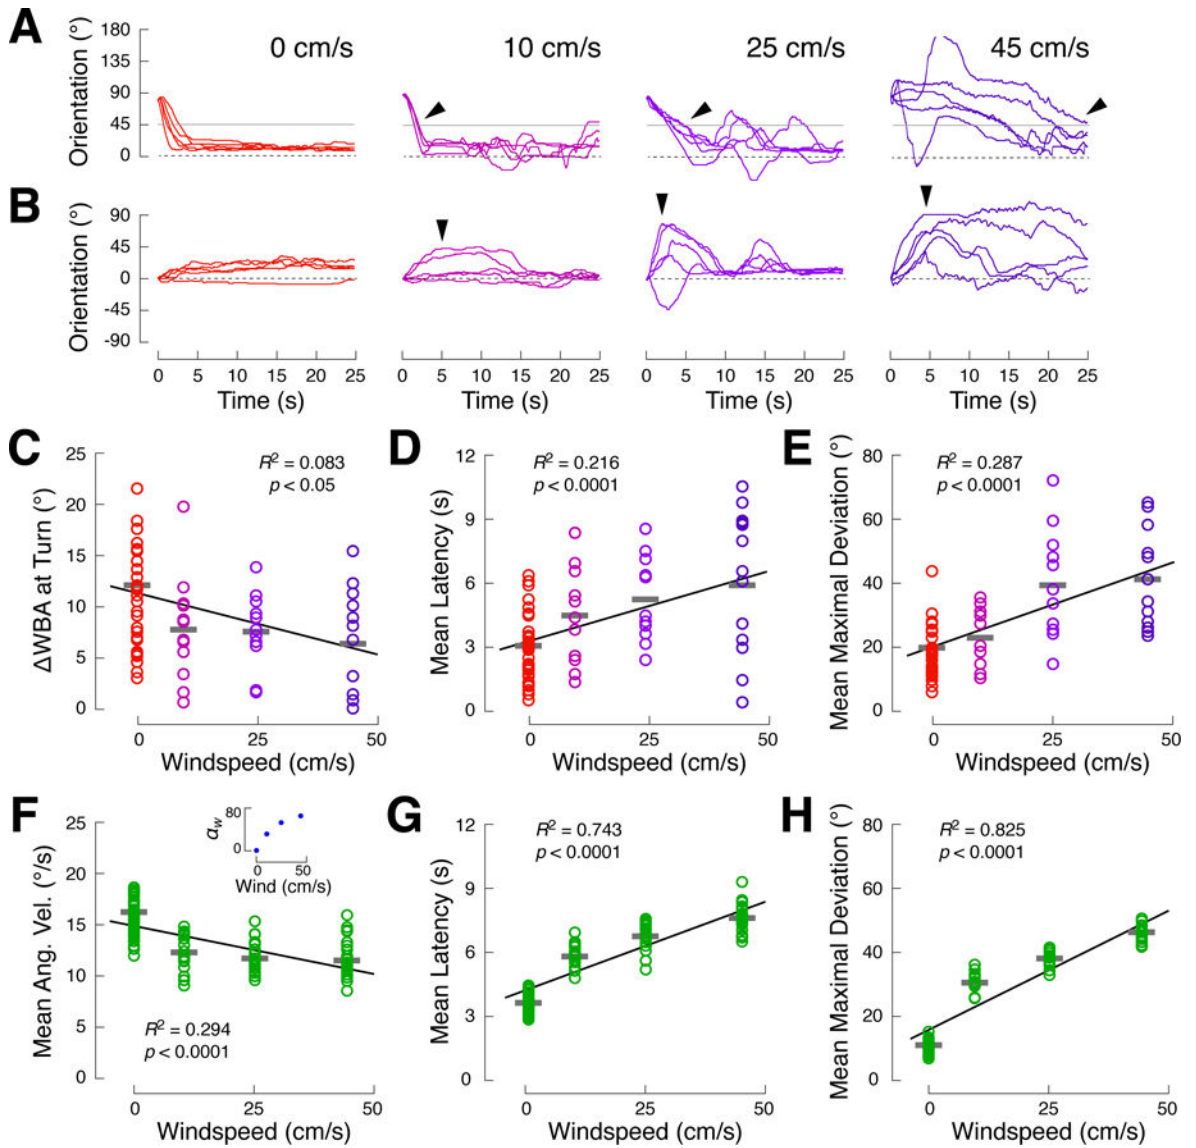 A
Orientation (°)
180
135
90
45
0
0 cm/s
10 cm/s
25 cm/s
45 cm/s
B
Orientation (°)
90
45
0
-45
-90
0 5 10 15 20 25
0 5 10 15 20 25
0 5 10 15 20 25
0 5 10 15 20 25
Time (s)
Time (s)
Time (s)
Time (s)
C
ΔWBA at Turn (°)
25
20
15
10
5
0
R² = 0.083
p < 0.05
0 25 50
Windspeed (cm/s)
D
Mean Latency (s)
12
9
6
3
0
R² = 0.216
p < 0.0001
0 25 50
Windspeed (cm/s)
E
Mean Maximal Deviation (°)
80
60
40
20
0
R² = 0.287
p < 0.0001
0 25 50
Windspeed (cm/s)
F
Mean Ang. Vel. (°/s)
25
20
15
10
5
0
αw
80
0
0 50
Wind (cm/s)
R² = 0.294
p < 0.0001
0 25 50
Windspeed (cm/s)
G
Mean Latency (s)
12
9
6
3
0
R² = 0.743
p < 0.0001
0 25 50
Windspeed (cm/s)
H
Mean Maximal Deviation (°)
80
60
40
20
0
R² = 0.825
p < 0.0001
0 25 50
Windspeed (cm/s)